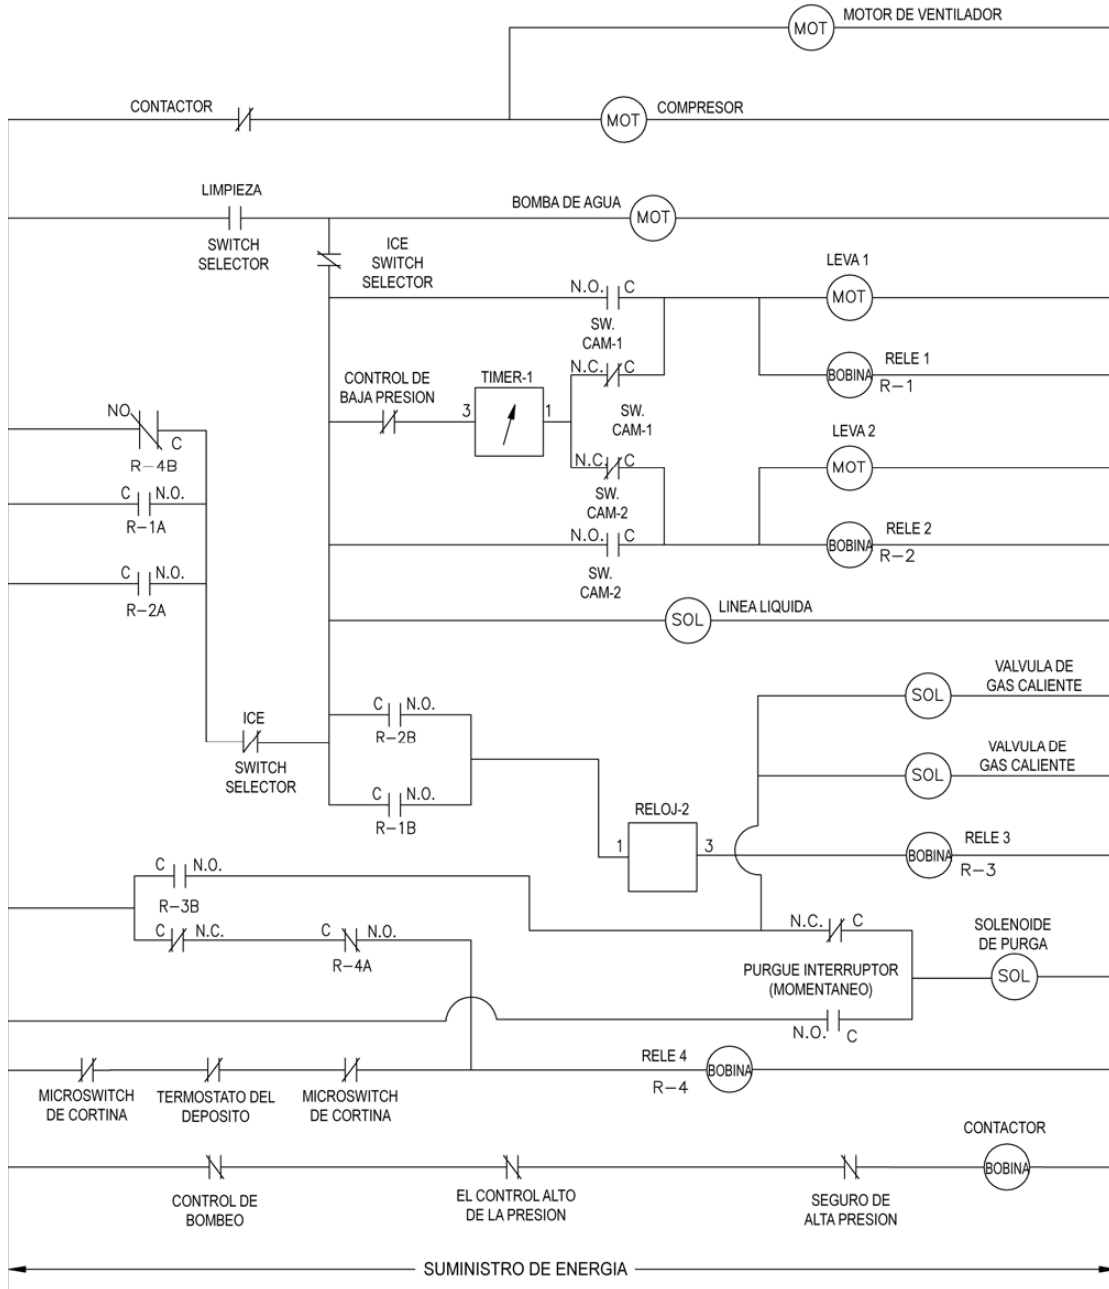 MOTOR DE VENTILADOR
MOT
CONTACTOR
COMPRESOR
MOT
LIMPIEZA
SWITCH
SELECTOR
BOMBA DE AGUA
MOT
ICE
SWITCH
SELECTOR
LEVA 1
N.O. C
MOT
SW.
CAM-1
CONTROL DE
BAJA PRESION
TIMER-1
3
1
N.C. C
SW.
CAM-1
RELE 1
BOBINA
R-1
NO
C
R-4B
LEVA 2
N.C. C
MOT
SW.
CAM-2
C N.O.
R-1A
N.O. C
SW.
CAM-2
RELE 2
BOBINA
R-2
C N.O.
R-2A
LINEA LIQUIDA
SOL
VALVULA DE
GAS CALIENTE
SOL
ICE
SWITCH
SELECTOR
C N.O.
R-2B
VALVULA DE
GAS CALIENTE
SOL
C N.O.
R-1B
RELOJ-2
1
3
RELE 3
BOBINA
R-3
C N.O.
R-3B
C N.C.
C N.O.
R-4A
N.C. C
SOLENOIDE
DE PURGA
SOL
PURGUE INTERRUPTOR
(MOMENTANEO)
N.O. C
MICROSWITCH
DE CORTINA
TERMOSTATO DEL
DEPOSITO
MICROSWITCH
DE CORTINA
RELE 4
R-4
BOBINA
CONTACTOR
BOBINA
CONTROL DE
BOMBEO
EL CONTROL ALTO
DE LA PRESION
SEGURO DE
ALTA PRESION
SUMINISTRO DE ENERGIA